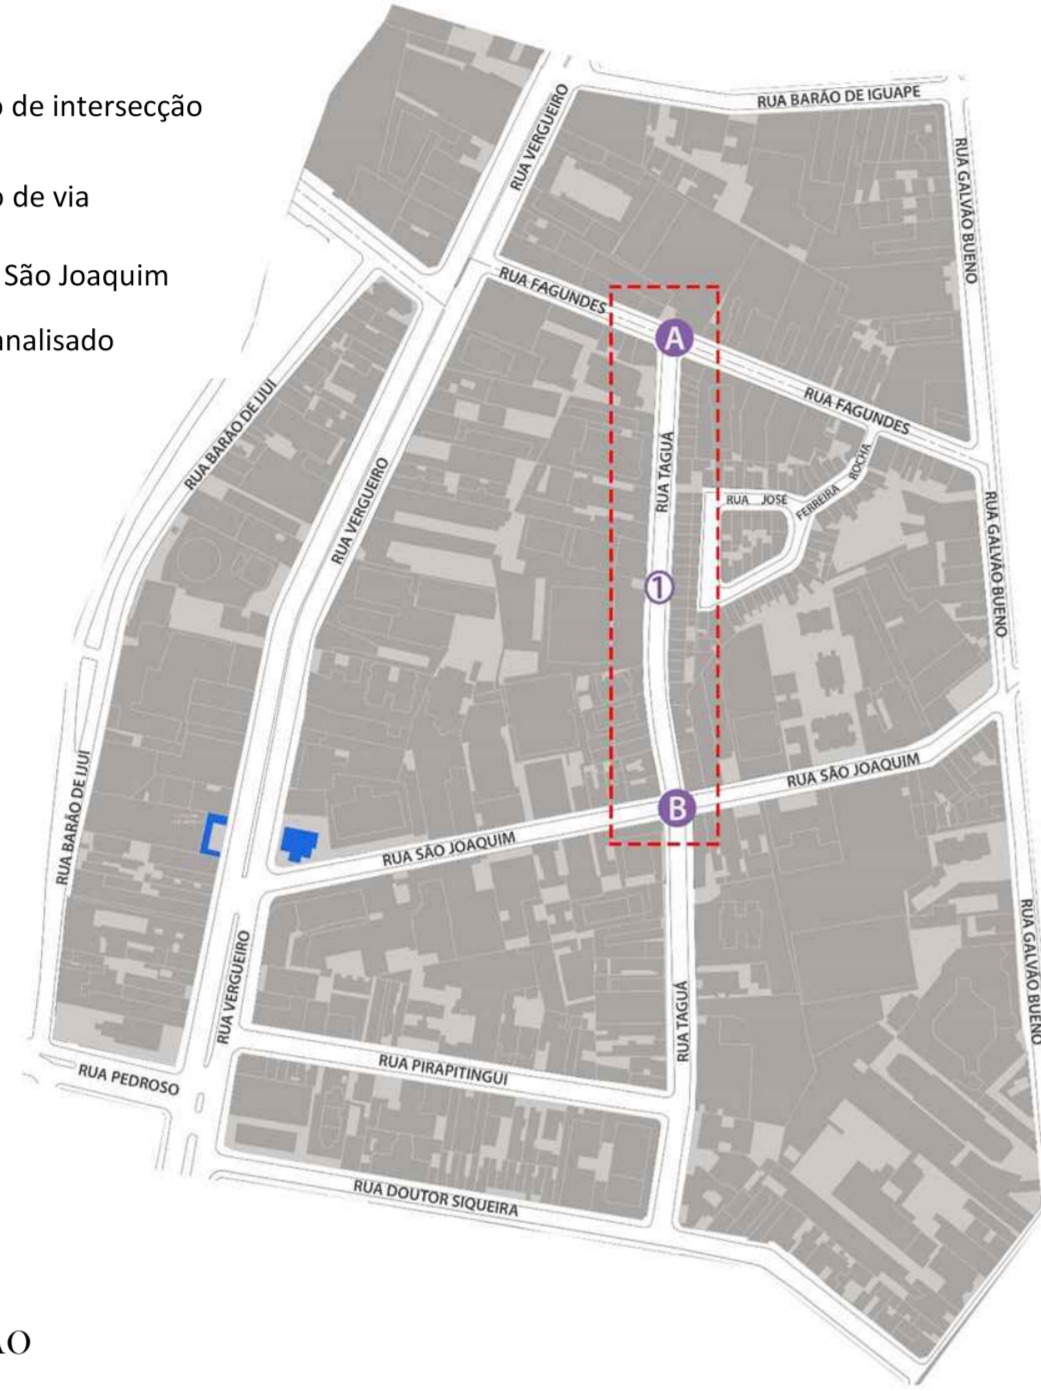 o de intersecção
o de via
São Joaquim
analisado
RUA BARÃO DE IGUAPE
RUA VERGUEIRO
RUA GALVÃO BUENO
RUA FAGUNDES
A
RUA FAGUNDES
RUA BARÃO DE IJUI
RUA VERGUEIRO
RUA TAGUÁ
RUA JOSÉ
FERREIRA
ROCHA
RUA GALVÃO BUENO
1
RUA SÃO JOAQUIM
B
RUA BARÃO DE IJUI
RUA SÃO JOAQUIM
RUA GALVÃO BUENO
RUA VERGUEIRO
RUA TAGUÁ
RUA PEDROSO
RUA PIRAPITINGUI
RUA DOUTOR SIQUEIRA
ÃO